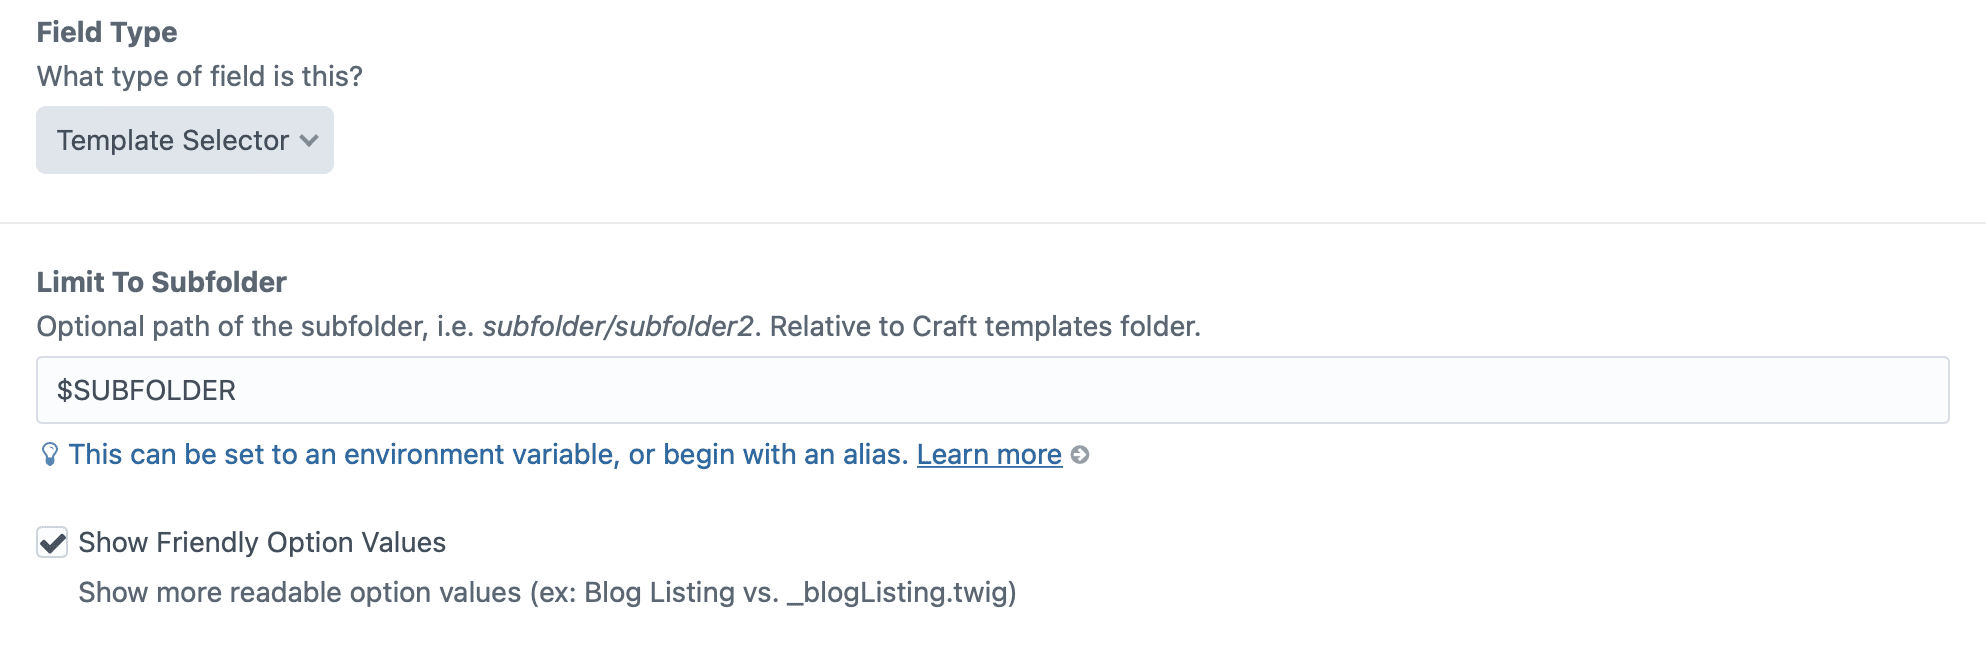 Field Type
What type of field is this?
Template Selector
Limit To Subfolder
Optional path of the subfolder, i.e. subfolder/subfolder2. Relative to Craft templates folder.
$SUBFOLDER
This can be set to an environment variable, or begin with an alias. Learn more
Show Friendly Option Values
Show more readable option values (ex: Blog Listing vs. _blogListing.twig)